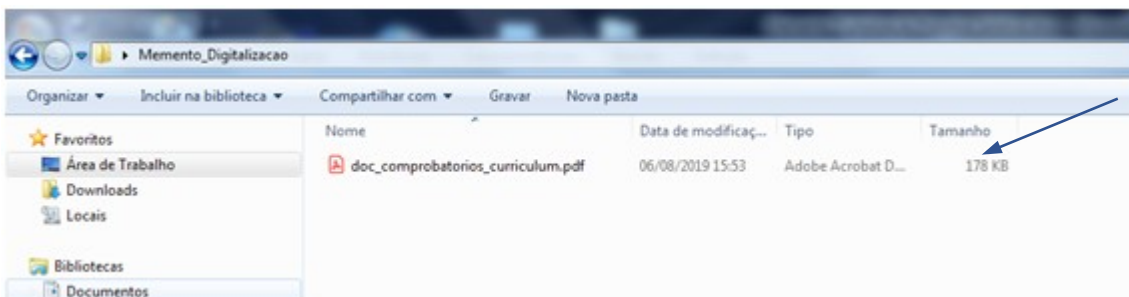 Memento_Digitalizacao
Organizar Incluir na biblioteca Compartilhar com Gravar Nova pasta
Favoritos Nome Data de modificaç... Tipo Tamanho
Área de Trabalho doc_comprobatorios_curriculum.pdf 06/08/2019 15:53 Adobe Acrobat D... 178 KB
Downloads
Locais
Bibliotecas
Documentos